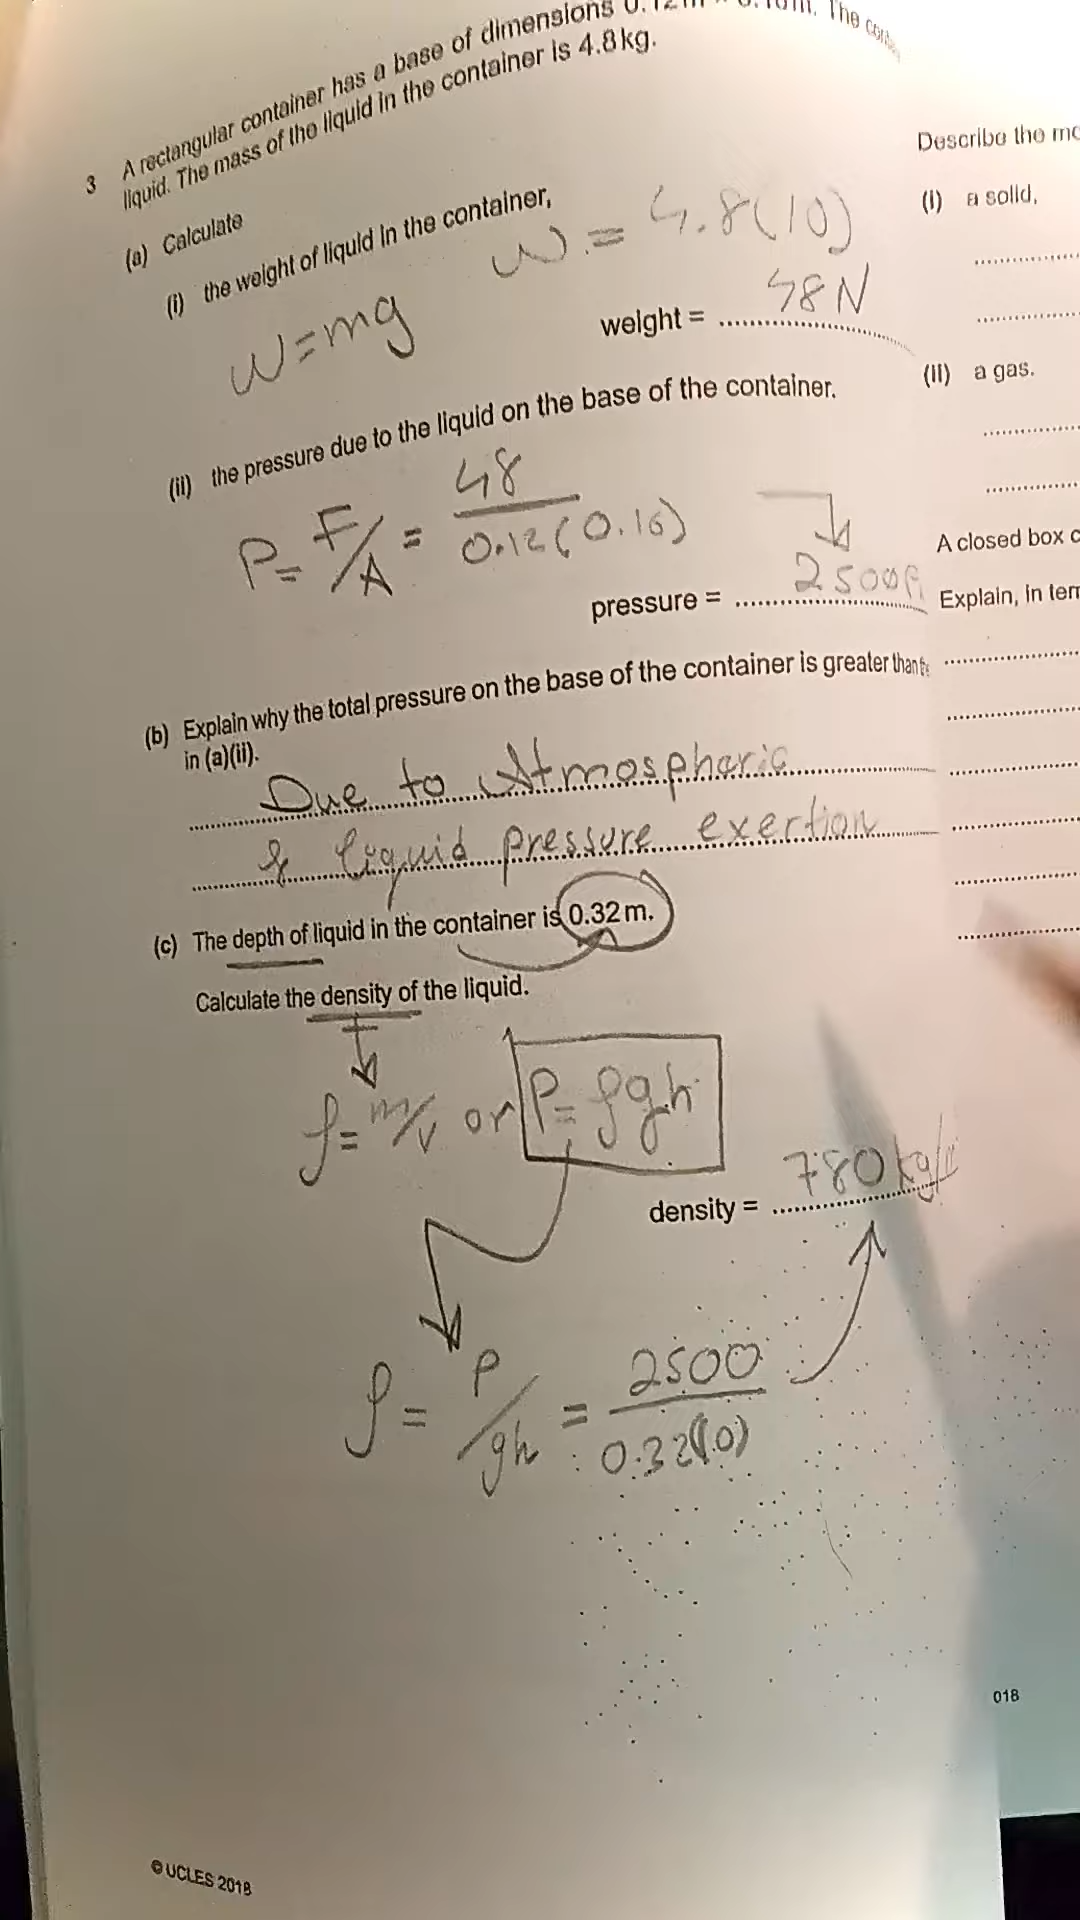 3 A rectangular container has a base of dimensions
liquid. The mass of the liquid in the container is 4.8 kg.
(a) Calculate
(i) the weight of liquid in the container,
W = 4.8(10)
W=mg
48N
weight =
(ii) the pressure due to the liquid on the base of the container.
P= F/A = 48
0.12(0.16)
2500P
pressure =
(b) Explain why the total pressure on the base of the container is greater than
in (a)(ii).
Due to Atmospheric
& liquid pressure exertion
(c) The depth of liquid in the container is 0.32 m.
Calculate the density of the liquid.
ρ= m/v or P= ρgh
780 kg/
density =
ρ = P/gh = 2500
0.32(10)
© UCLES 2018
Describe the
(i) a solid,
(ii) a gas.
A closed box
Explain, in
018